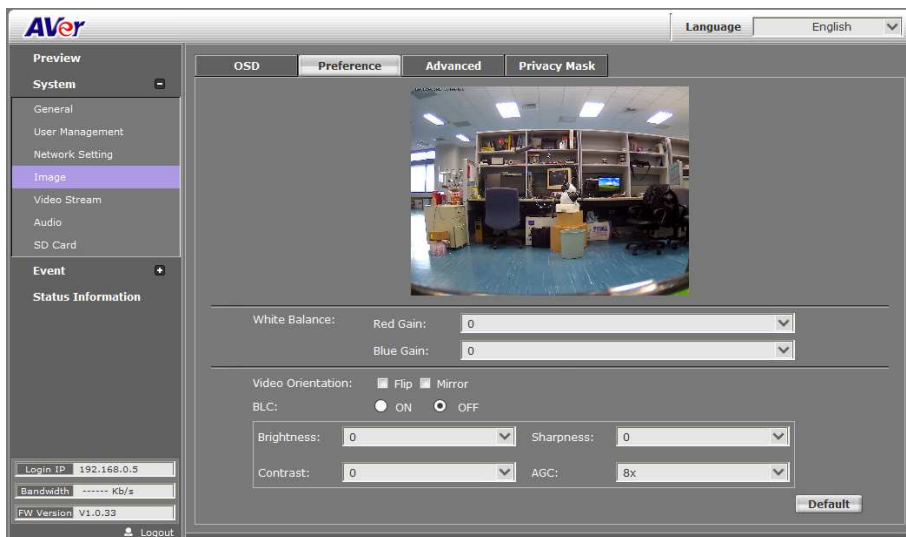 AVer
Language English
Preview
System
General
User Management
Network Setting
Image
Video Stream
Audio
SD Card
Event
Status Information
Login IP 192.168.0.5
Bandwidth ------ Kb/s
FW Version V1.0.33
Logout
OSD Preference Advanced Privacy Mask
White Balance: Red Gain: 0
Blue Gain: 0
Video Orientation: Flip Mirror
BLC: ON OFF
Brightness: 0 Sharpness: 0
Contrast: 0 AGC: 8x
Default